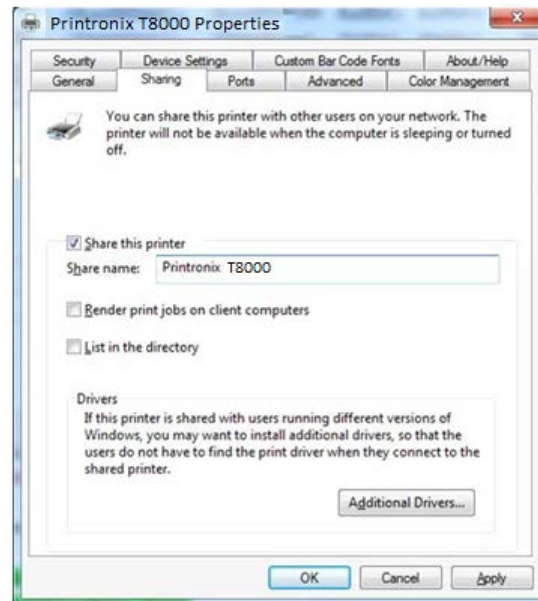 Printronix T8000 Properties
Security Device Settings Custom Bar Code Fonts About/Help
General Sharing Ports Advanced Color Management
You can share this printer with other users on your network. The
printer will not be available when the computer is sleeping or turned
off.
Share this printer
Share name: Printronix T8000
Render print jobs on client computers
List in the directory
Drivers
If this printer is shared with users running different versions of
Windows, you may want to install additional drivers, so that the
users do not have to find the print driver when they connect to the
shared printer.
Additional Drivers...
OK Cancel Apply